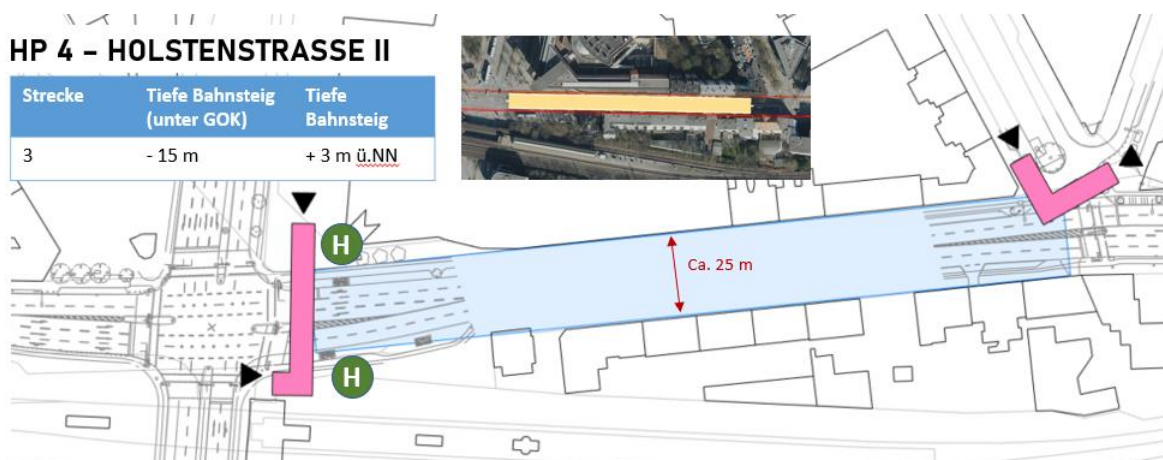 HP 4 – HOLSTENSTRASSE II
Strecke Tiefe Bahnsteig (unter GOK) Tiefe Bahnsteig
3 - 15 m + 3 m ü.NN
H
Ca. 25 m
H